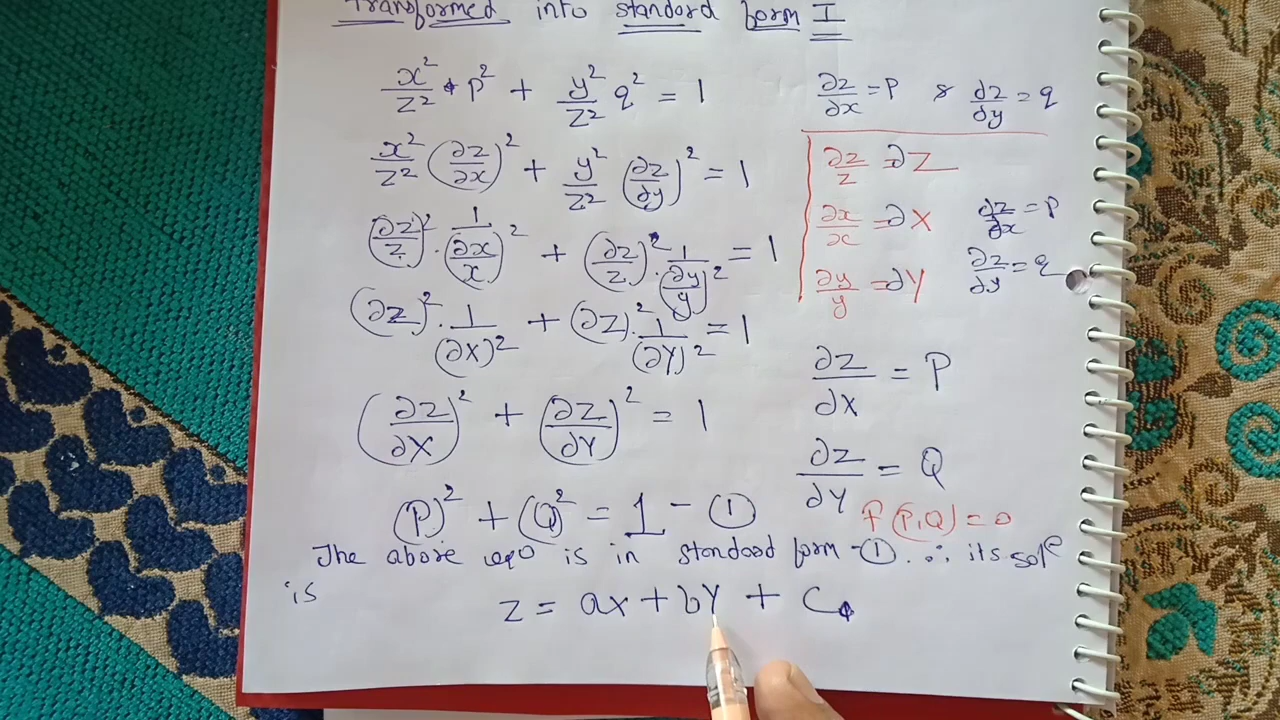 Transformed into standard form I
x²/z² · p² + y²/z² q² = 1
∂z/∂x = p & ∂z/∂y = q
x²/z² (∂z/∂x)² + y²/z² (∂z/∂y)² = 1
∂z/z = ∂Z
(∂z/z)² · 1/(∂x/x)² + (∂z/z)² · 1/(∂y/y)² = 1
∂x/x = ∂X
∂z/∂x = p
∂y/y = ∂Y
∂z/∂y = q
(∂Z)² · 1/(∂X)² + (∂Z)² · 1/(∂Y)² = 1
∂Z/∂X = P
(∂Z/∂X)² + (∂Z/∂Y)² = 1
∂Z/∂Y = Q
(P)² + (Q)² = 1 - ①
f(P,Q) = 0
The above eqn is in standard form - ①. ∴ its soln
is
z = ax + bY + C